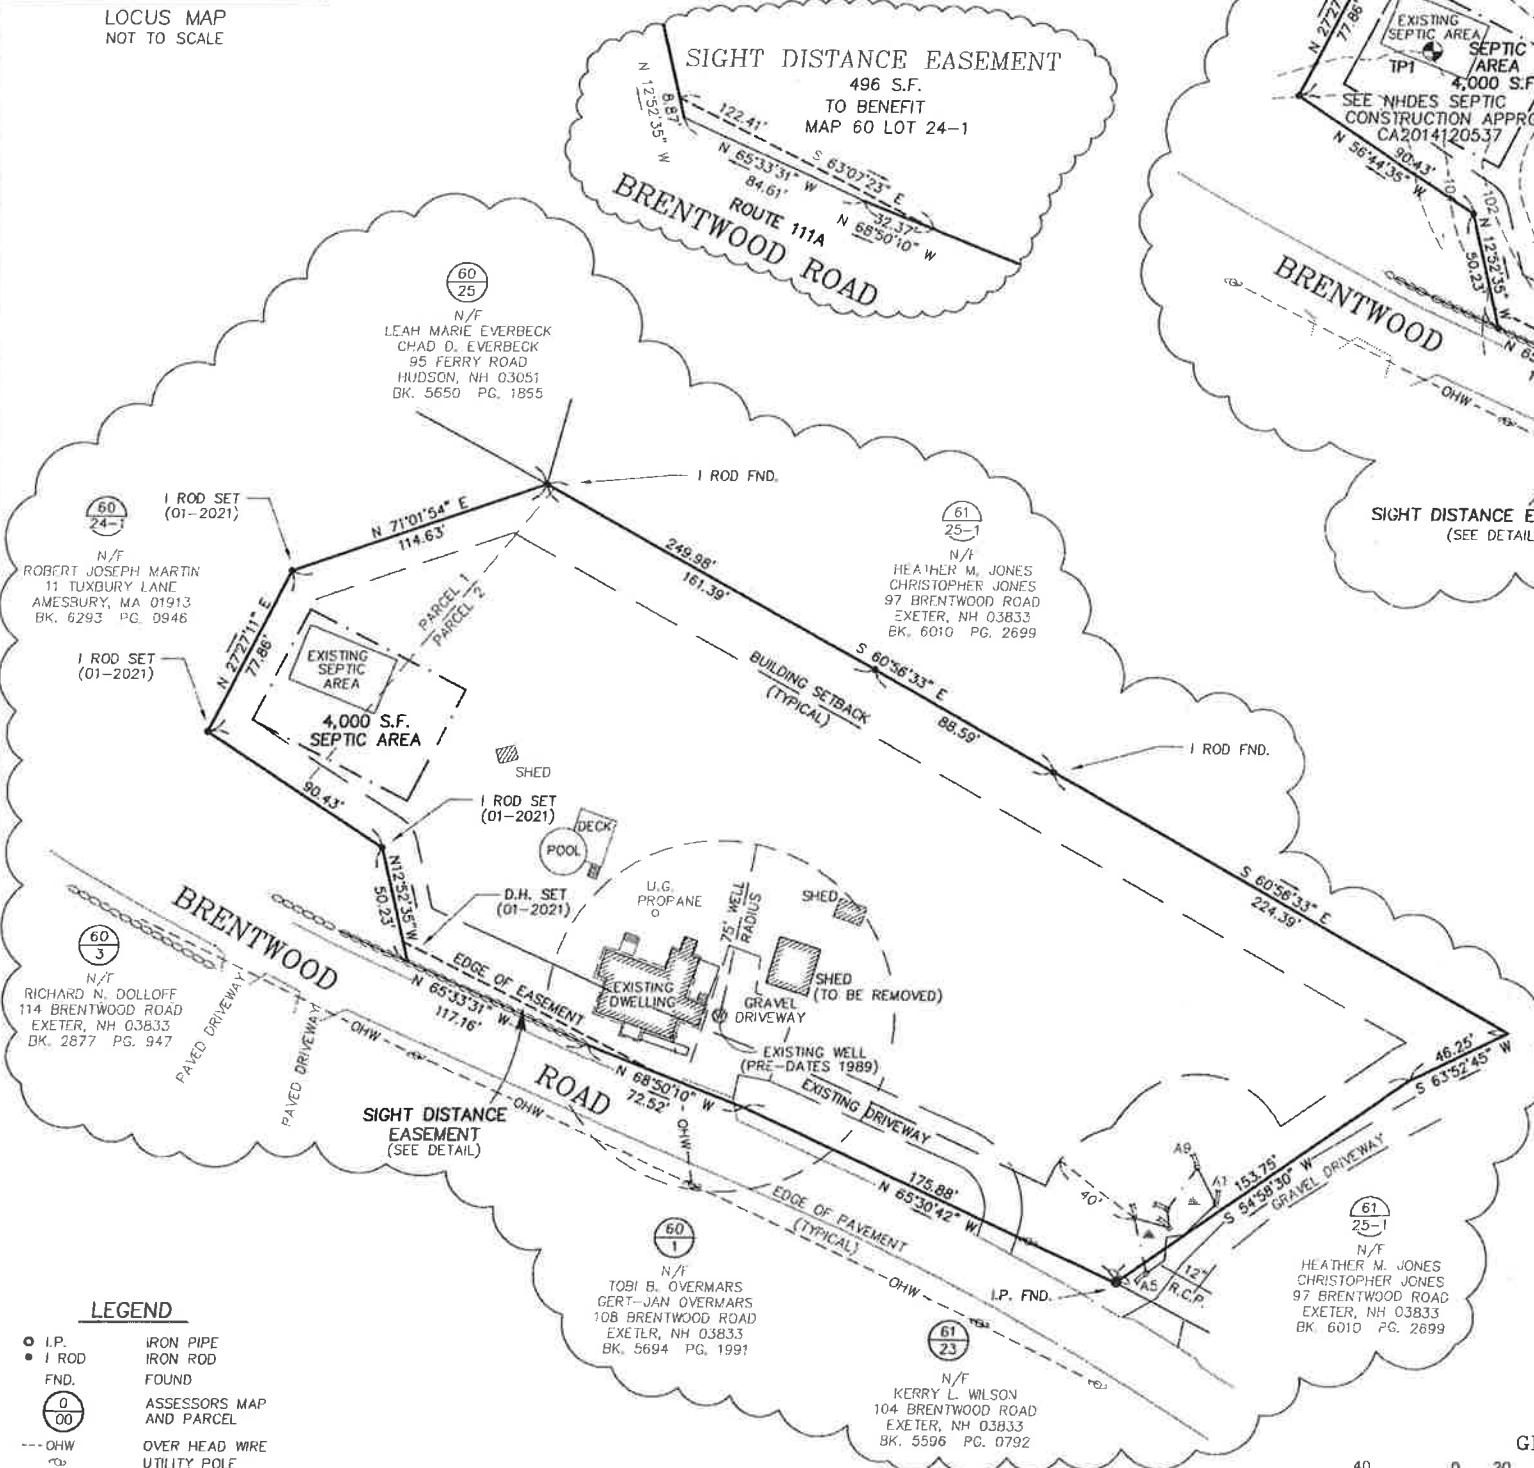 LOCUS MAP
NOT TO SCALE
SIGHT DISTANCE EASEMENT
496 S.F.
TO BENEFIT
MAP 60 LOT 24-1
N 12°52'35" W
8.87'
122.41'
S 63°07'23" E
N 65°33'31" W
84.61'
32.37'
N 68°50'10" W
ROUTE 111A
BRENTWOOD ROAD
N 27°27'
77.86'
EXISTING
SEPTIC AREA
TP1
SEPTIC
AREA
4,000 S.F.
SEE NHDES SEPTIC
CONSTRUCTION APPRO
CA2014120537
90.43'
N 56°44'35" W
102
N 12°52'35" W
50.23'
BRENTWOOD
OHW
SIGHT DISTANCE E
(SEE DETAIL
60
25
N/F
LEAH MARIE EVERBECK
CHAD D. EVERBECK
95 FERRY ROAD
HUDSON, NH 03051
BK. 5650 PG. 1855
I ROD FND.
60
24-1
N/F
ROBERT JOSEPH MARTIN
11 TUXBURY LANE
AMESBURY, MA 01913
BK. 6293 PG. 0946
I ROD SET
(01-2021)
N 71°01'54" E
114.63'
I ROD SET
(01-2021)
N 27°27'11" E
77.86'
PARCEL 1
PARCEL 2
EXISTING
SEPTIC
AREA
4,000 S.F.
SEPTIC AREA
249.98'
161.39'
S 60°56'33" E
88.59'
61
25-1
N/F
HEATHER M. JONES
CHRISTOPHER JONES
97 BRENTWOOD ROAD
EXETER, NH 03833
BK. 6010 PG. 2699
BUILDING SETBACK
(TYPICAL)
I ROD FND.
S 60°56'33" E
224.39'
90.43'
SHED
I ROD SET
(01-2021)
DECK
POOL
N12°52'35"W
50.23'
D.H. SET
(01-2021)
U.G.
PROPANE
75' WELL
RADIUS
SHED
SHED
(TO BE REMOVED)
EXISTING
DWELLING
GRAVEL
DRIVEWAY
EXISTING WELL
(PRE-DATES 1989)
EXISTING DRIVEWAY
BRENTWOOD
ROAD
EDGE OF EASEMENT
N 65°33'31" W
117.16'
N 68°50'10" W
72.52'
OHW
OHW
OHW
60
3
N/F
RICHARD N. DOLLOFF
114 BRENTWOOD ROAD
EXETER, NH 03833
BK. 2877 PG. 947
PAVED DRIVEWAY
PAVED DRIVEWAY
SIGHT DISTANCE
EASEMENT
(SEE DETAIL)
175.88'
N 65°30'42" W
EDGE OF PAVEMENT
(TYPICAL)
OHW
46.25'
S 63°52'45" W
153.75'
S 54°58'30" W
GRAVEL DRIVEWAY
A9
40'
A5
12"
R.C.P.
I.P. FND.
61
25-1
N/F
HEATHER M. JONES
CHRISTOPHER JONES
97 BRENTWOOD ROAD
EXETER, NH 03833
BK. 6010 PG. 2699
60
1
N/F
TOBI B. OVERMARS
GERT-JAN OVERMARS
108 BRENTWOOD ROAD
EXETER, NH 03833
BK. 5694 PG. 1991
61
23
N/F
KERRY L. WILSON
104 BRENTWOOD ROAD
EXETER, NH 03833
BK. 5596 PG. 0792
LEGEND
I.P. IRON PIPE
I ROD IRON ROD
FND. FOUND
0
00
ASSESSORS MAP
AND PARCEL
---OHW OVER HEAD WIRE
UTILITY POLE
40 0 20